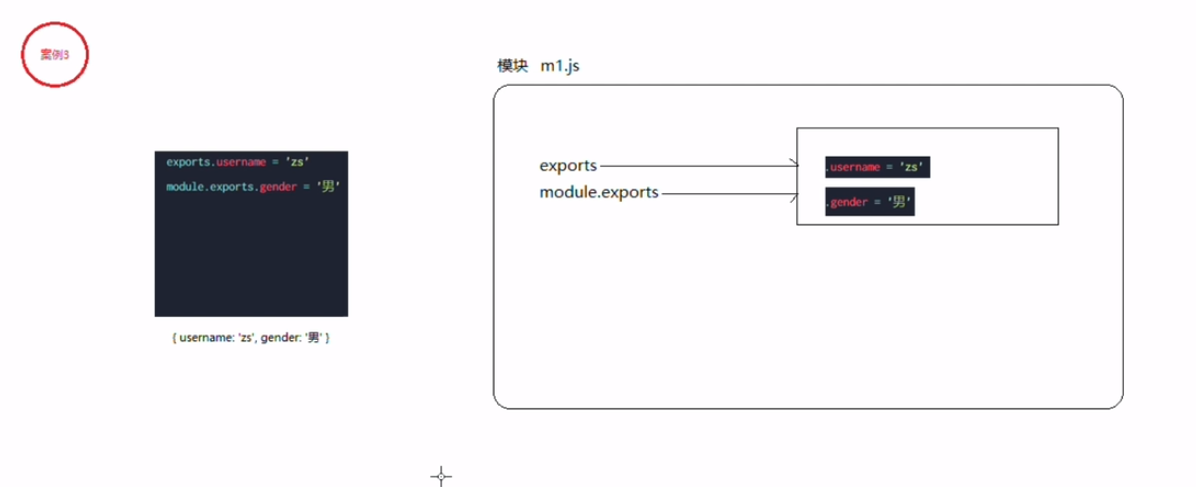 案例3
模块 m1.js
exports.username = 'zs'
module.exports.gender = '男'
{ username: 'zs', gender: '男' }
exports
module.exports
.username = 'zs'
.gender = '男'